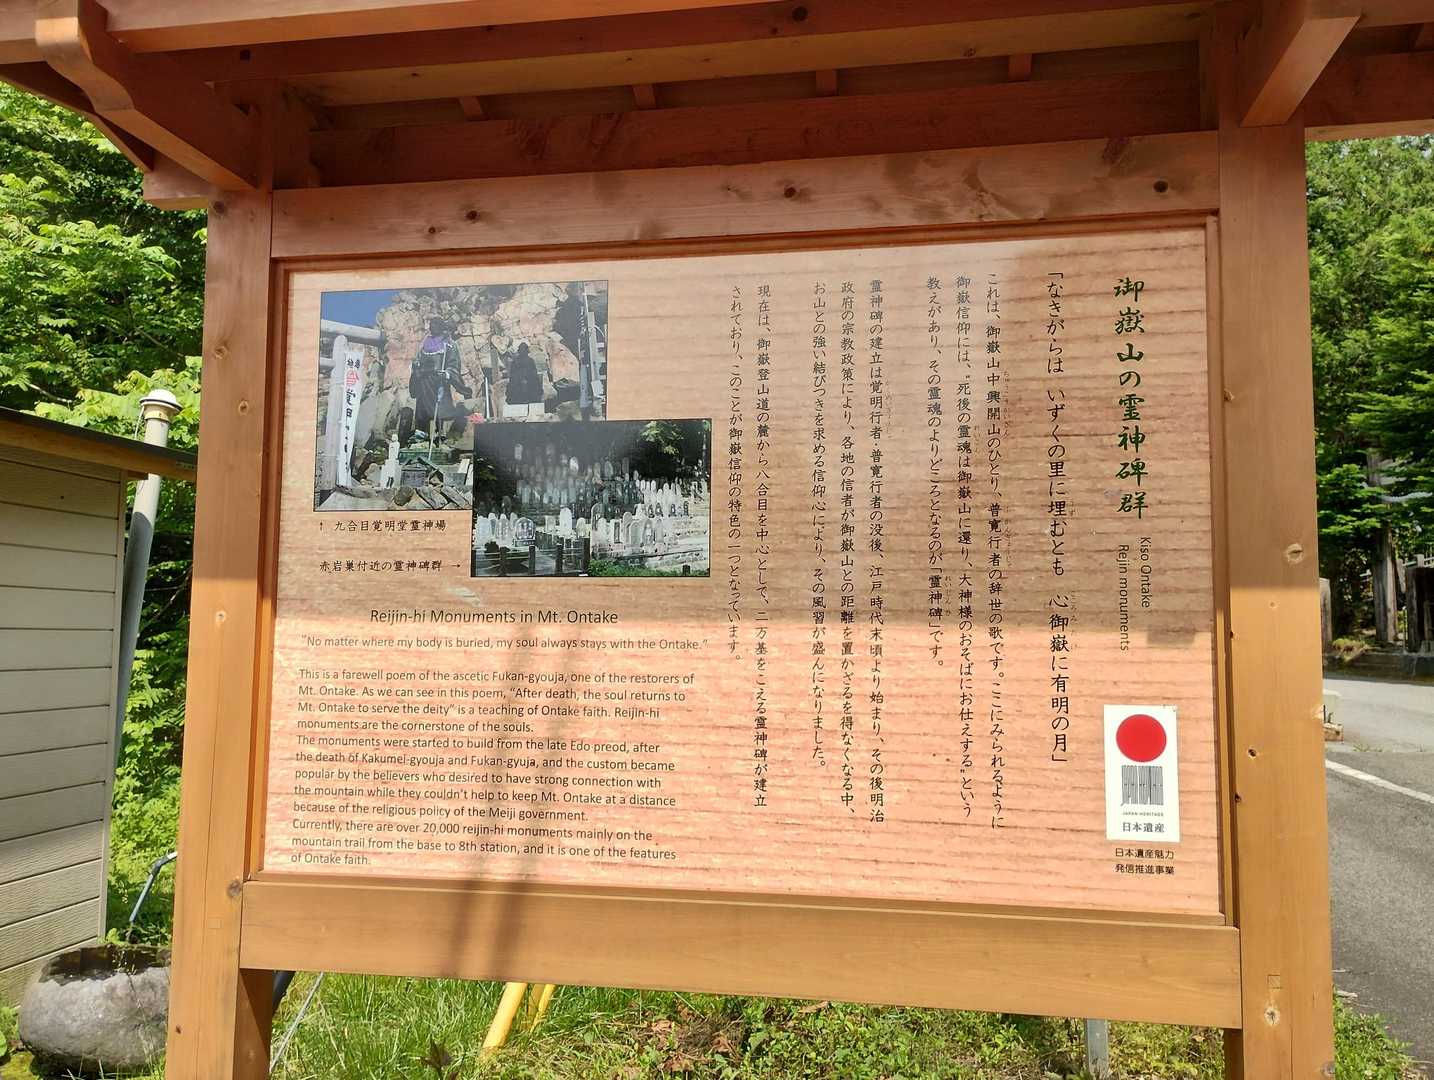 御嶽山の霊神碑群
Kiso Ontake
Reijin monuments
「なきがらは　いずくの里に埋むとも　心御嶽に有明の月」
これは、御嶽山中興開山のひとり、普寛行者の辞世の歌です。ここにみられるように
御嶽信仰には、“死後の霊魂は御嶽山に還り、大神様のおそばにお仕えする”という
教えがあり、その霊魂のよりどころとなるのが「霊神碑」です。
霊神碑の建立は覚明行者・普寛行者の没後、江戸時代末頃より始まり、その後明治
政府の宗教政策により、各地の信者が御嶽山との距離を置かざるを得なくなる中、
お山との強い結びつきを求める信仰心により、その風習が盛んになりました。
現在は、御嶽登山道の麓から八合目を中心として、二万基をこえる霊神碑が建立
されており、このことが御嶽信仰の特色の一つとなっています。
↑ 九合目覚明堂霊神場
赤岩巣付近の霊神碑群 →
Reijin-hi Monuments in Mt. Ontake
"No matter where my body is buried, my soul always stays with the Ontake."
This is a farewell poem of the ascetic Fukan-gyouja, one of the restorers of
Mt. Ontake. As we can see in this poem, "After death, the soul returns to
Mt. Ontake to serve the deity" is a teaching of Ontake faith. Reijin-hi
monuments are the cornerstone of the souls.
The monuments were started to build from the late Edo preod, after
the death of Kakumei-gyouja and Fukan-gyuja, and the custom became
popular by the believers who desired to have strong connection with
the mountain while they couldn't help to keep Mt. Ontake at a distance
because of the religious policy of the Meiji government.
Currently, there are over 20,000 reijin-hi monuments mainly on the
mountain trail from the base to 8th station, and it is one of the features
of Ontake faith.
JAPAN HERITAGE
日本遺産
日本遺産魅力
発信推進事業